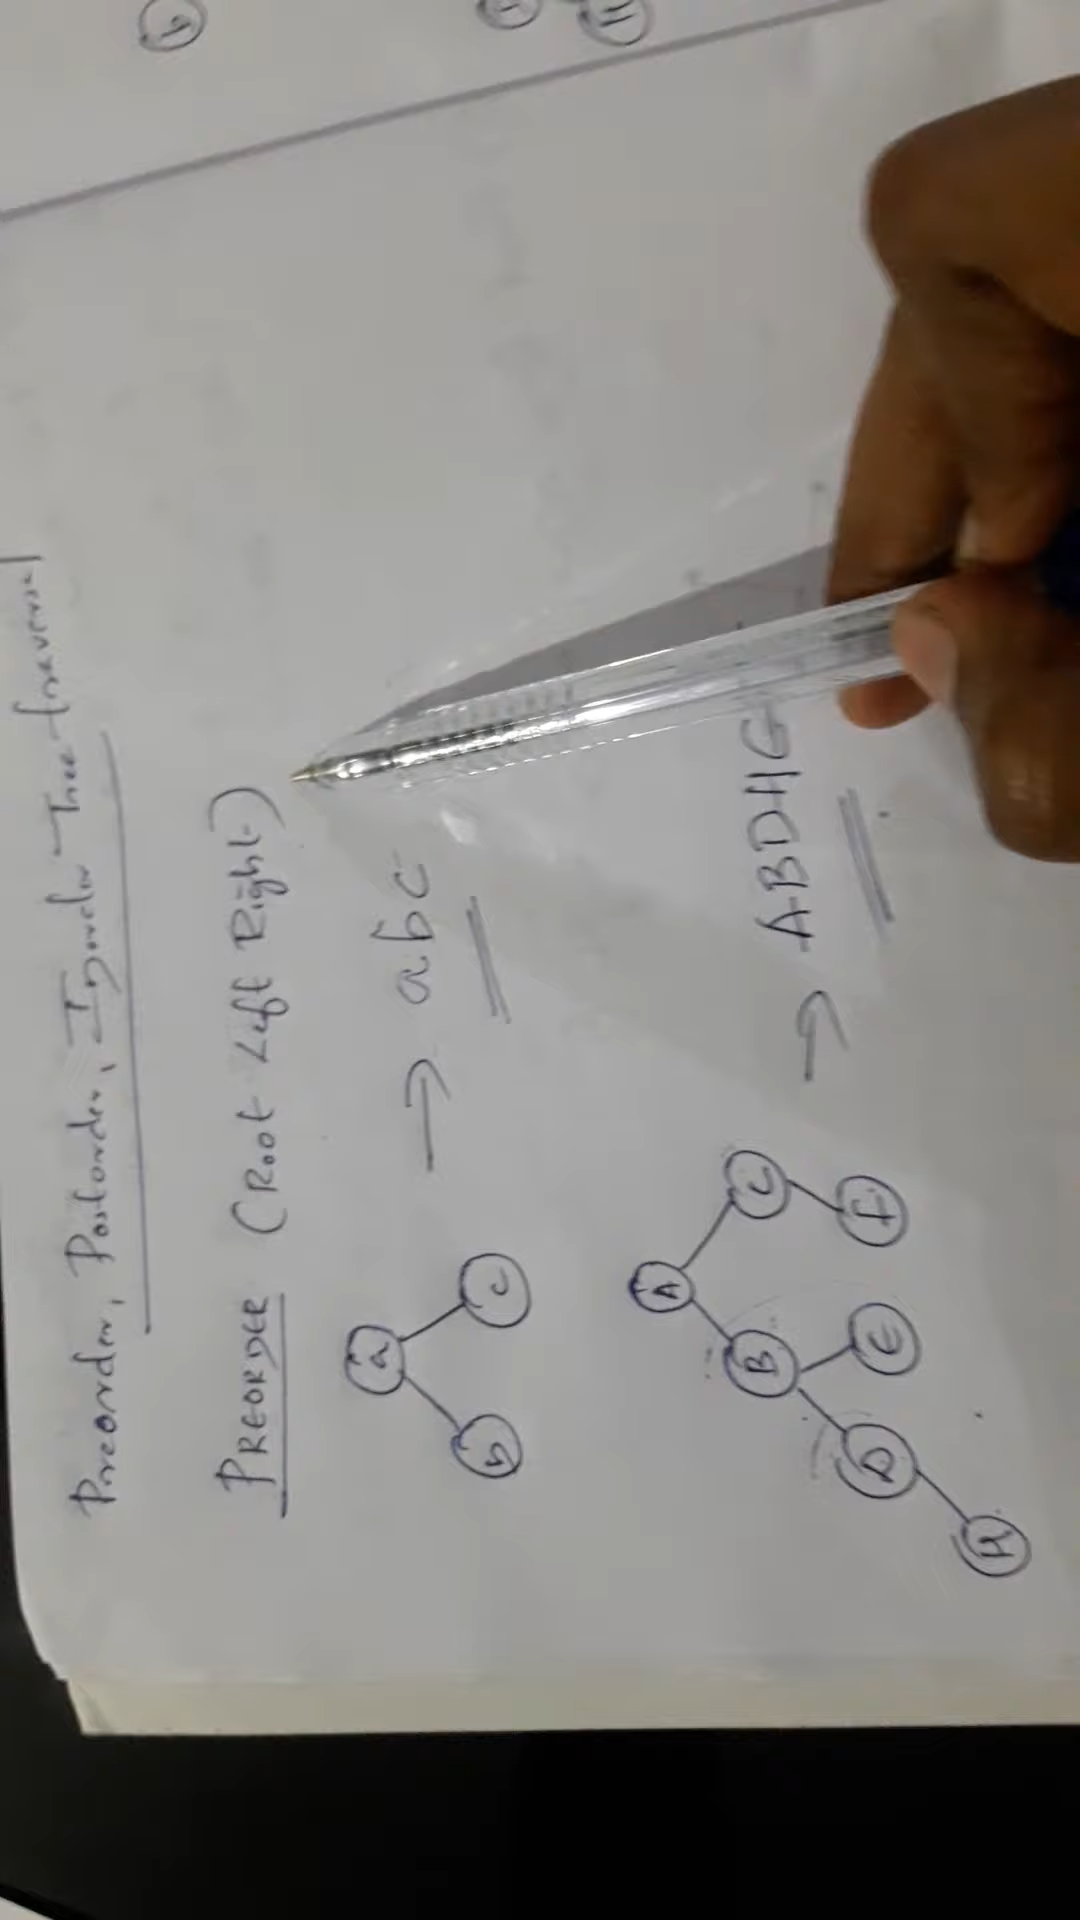 Preorder, Postorder, Inorder Tree traversal
PREORDER (Root Left Right)
a
b c
→ abc
A
B C
D E F
H
→ ABDHG